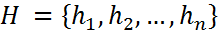 H = {h₁, h₂, …, hₙ}